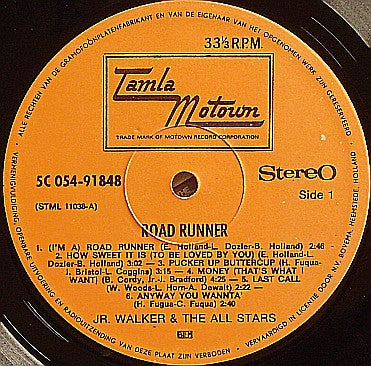 ALLE RECHTEN VAN DE GRAMOFOONPLATENFABRIKANT EN VAN DE EIGENAAR VAN HET OPGENOMEN WERK ZIJN GERESERVEERD
33⅓ R.P.M.
Tamla
Motown
TRADE MARK OF MOTOWN RECORD CORPORATION
5C 054-91848
(STML 11038-A)
StereO
Side 1
ROAD RUNNER
1. (I'M A) ROAD RUNNER (E. Holland-L. Dozler-B. Holland) 2:46
2. HOW SWEET IT IS (TO BE LOVED BY YOU) (E. Holland-L.
Dozler-B. Holland) 3:02 — 3. PUCKER UP BUTTERCUP (H. Fuqua-
J. Bristol-L. Coggins) 3:15 — 4. MONEY (THAT'S WHAT I
WANT) (B. Cordy, Jr.-J. Bradford) 4:25 — 5. LAST CALL
(W. Woods-L. Horn-A. Dowal) 2:22 —
6. ANYWAY YOU WANNTA'
(H. Fugua-C. Fuqua) 2:40
JR. WALKER & THE ALL STARS
VERMENIGVULDIGING OPENBARE UITVOERING EN RADIOUITZENDING VAN DEZE PLAAT ZIJN VERBODEN
VERVAARDIGD IN LICENTIE DOOR N.V. BOVEMA, HEEMSTEDE, HOLLAND